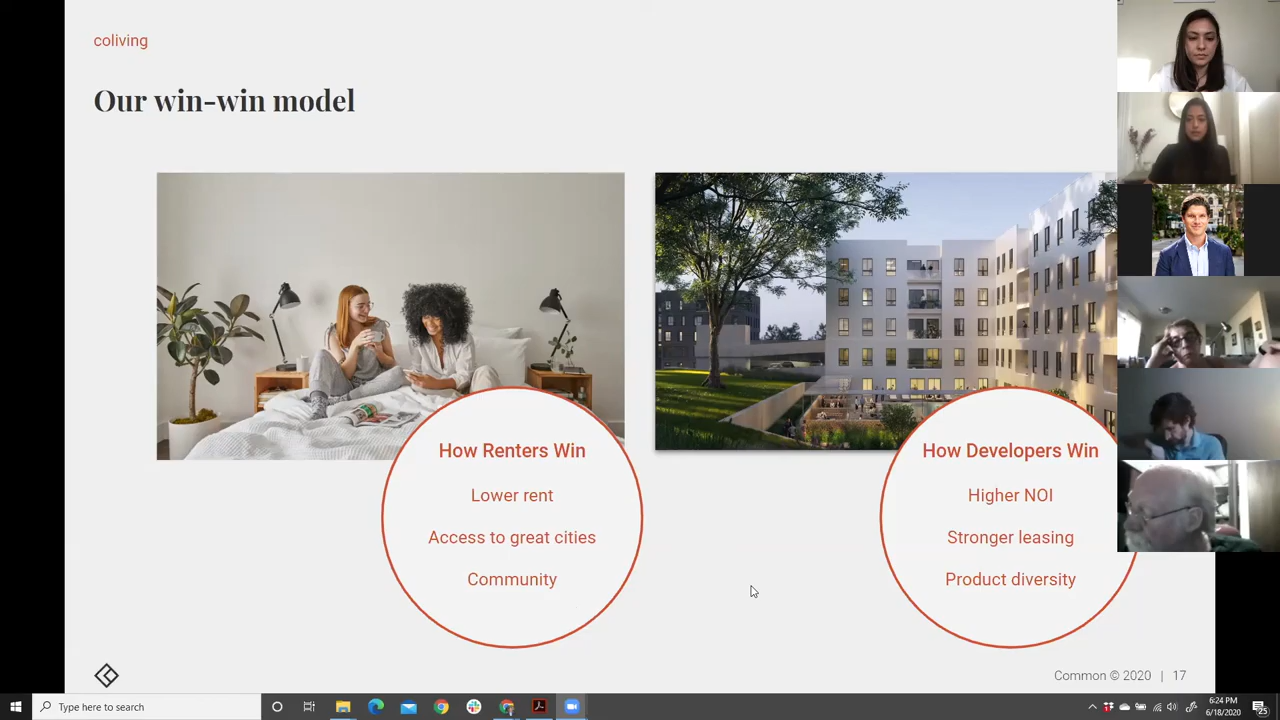 coliving
Our win-win model
How Renters Win
Lower rent
Access to great cities
Community
How Developers Win
Higher NOI
Stronger leasing
Product diversity
Common © 2020 | 17
Type here to search
6:24 PM
6/18/2020
25